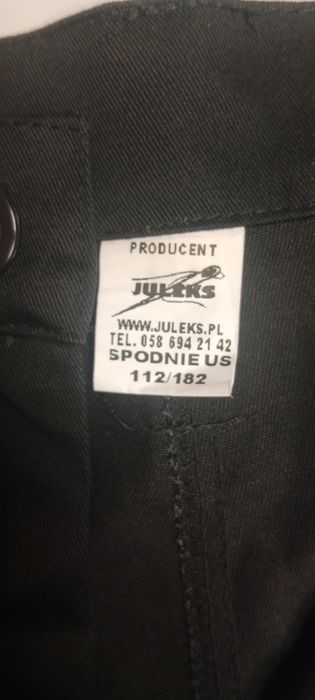 PRODUCENT
JULEKS
WWW.JULEKS.PL
TEL. 058 694 21 42
SPODNIE US
112/182